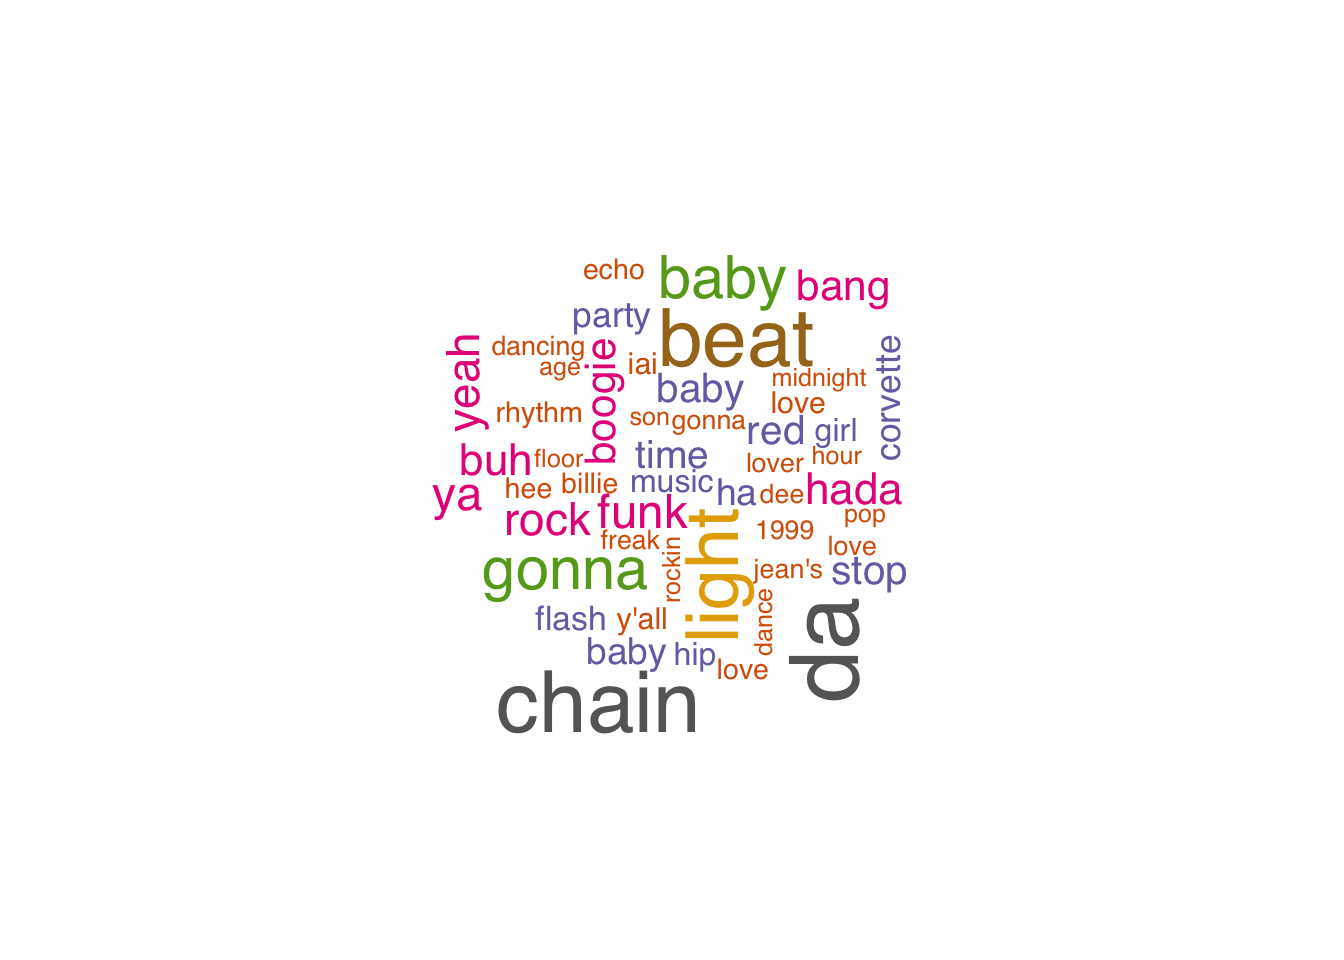 echo
baby
bang
party
beat
yeah
dancing
age
boogie
iai
baby
midnight
love
corvette
rhythm
son
gonna
red
girl
buh
floor
time
lover
hour
ya
hee
billie
music
ha
dee
hada
rock
funk
light
1999
pop
freak
rockin
love
gonna
jean's
stop
flash
y'all
dance
da
baby
hip
love
chain